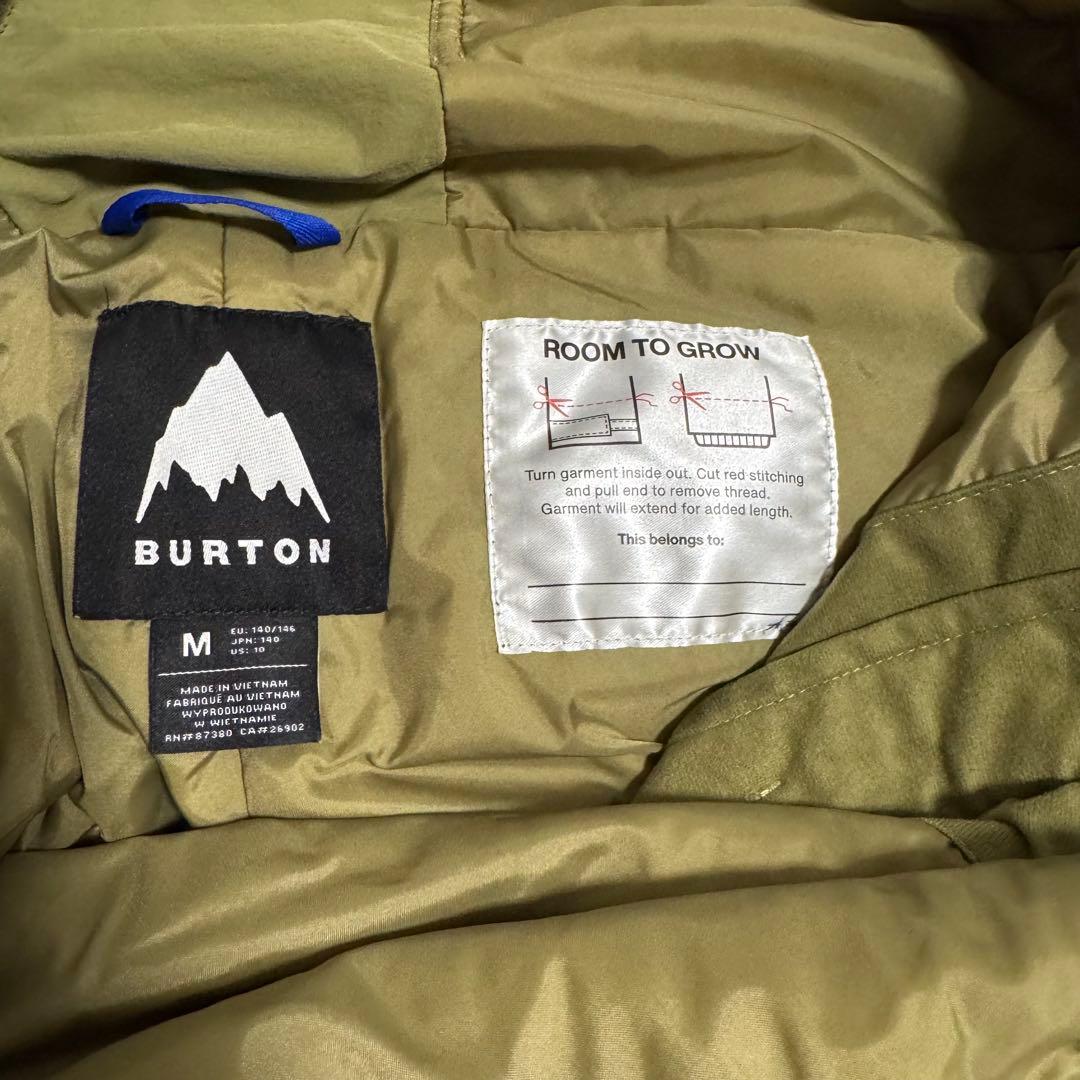 BURTON
M
EU: 140/146
JPN: 140
US: 10
MADE IN VIETNAM
FABRIQUÉ AU VIETNAM
WYPRODUKOWANO
W WIETNAMIE
RN#87380 CA#26902
ROOM TO GROW
Turn garment inside out. Cut red stitching
and pull end to remove thread.
Garment will extend for added length.
This belongs to: